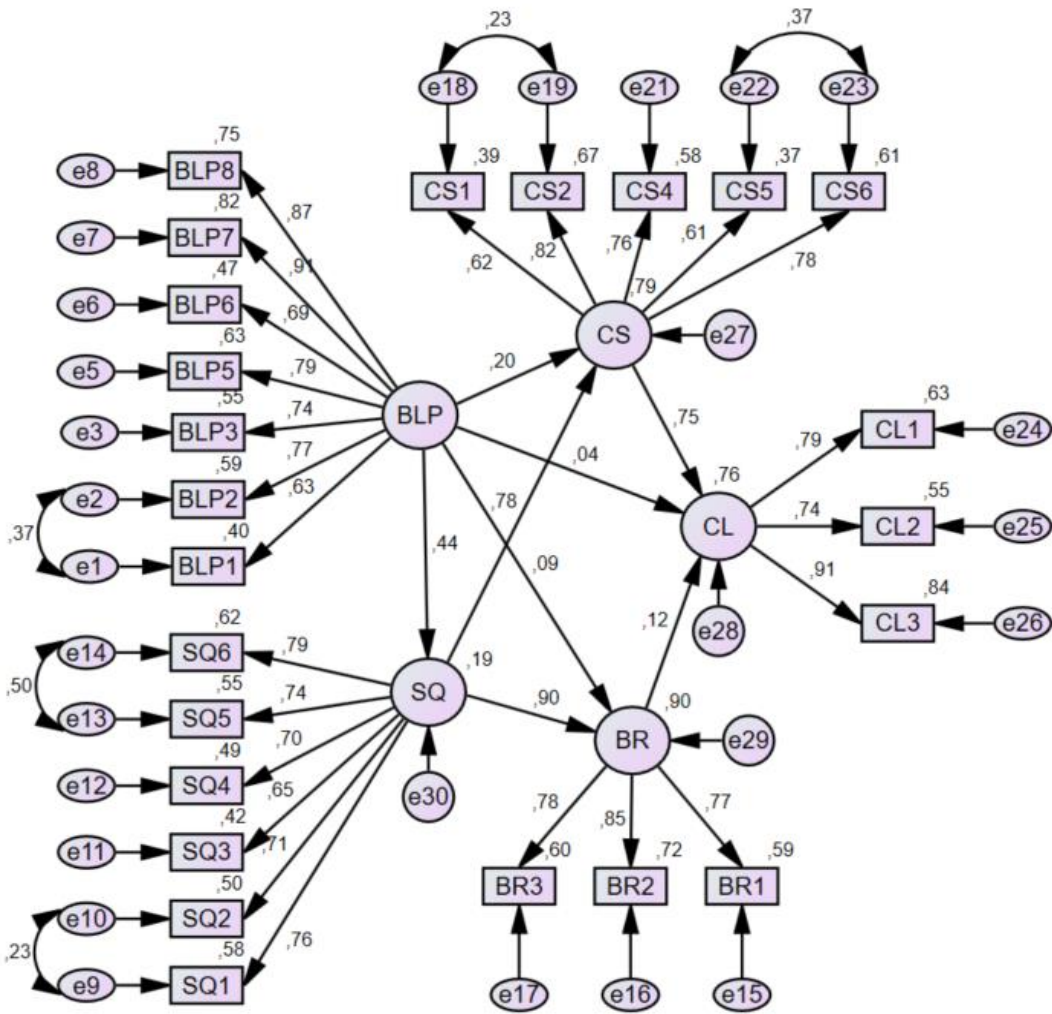 ,23 ,37
e18 e19 e21 e22 e23
,75 ,39 ,67 ,58 ,37 ,61
e8 BLP8 CS1 CS2 CS4 CS5 CS6
,82 ,87
e7 BLP7 ,62 ,82 ,76 ,61 ,78
,47 ,91 ,79
e6 BLP6 ,69 CS e27
,63 ,20
e5 BLP5 ,79 BLP
,55 ,74 ,75 ,63
e3 BLP3 ,77 ,04 ,79 CL1 e24
,59 ,63 ,76
e2 BLP2 ,78 ,55
,37 ,40 CL ,74 CL2 e25
e1 BLP1 ,44 ,09 ,91
,62 ,12 e28 ,84
e14 SQ6 ,79 CL3 e26
,50 ,55 ,74 SQ ,19 ,90 ,90
e13 SQ5 BR e29
,49 ,70
e12 SQ4 ,65 e30 ,78 ,85 ,77
,42 ,71
e11 SQ3 ,60 ,72 ,59
,50 BR3 BR2 BR1
e10 SQ2
,23 ,58 ,76
e9 SQ1 e17 e16 e15